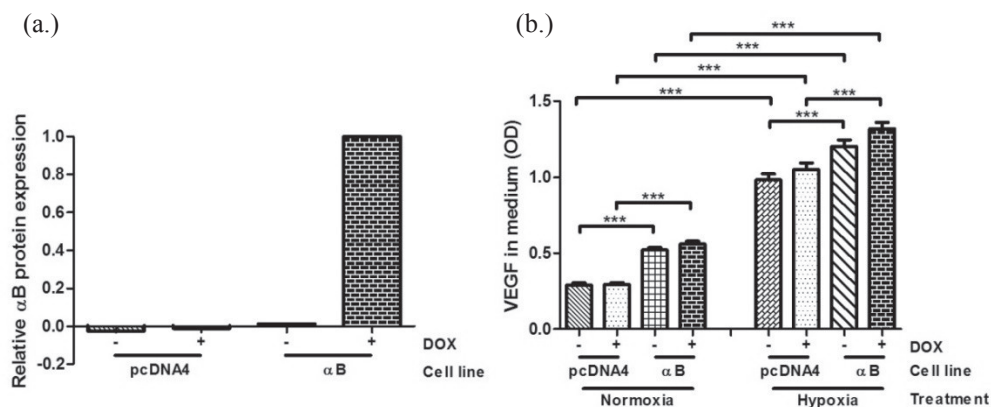 (a.)
Relative αB protein expression
1.0
0.8
0.6
0.4
0.2
0.0
-0.2
- + - + DOX
pcDNA4 αB Cell line
(b.)
VEGF in medium (OD)
1.5
1.0
0.5
0.0
***
***
***
***
***
***
***
***
- + - + - + - + DOX
pcDNA4 αB pcDNA4 αB Cell line
Normoxia Hypoxia Treatment